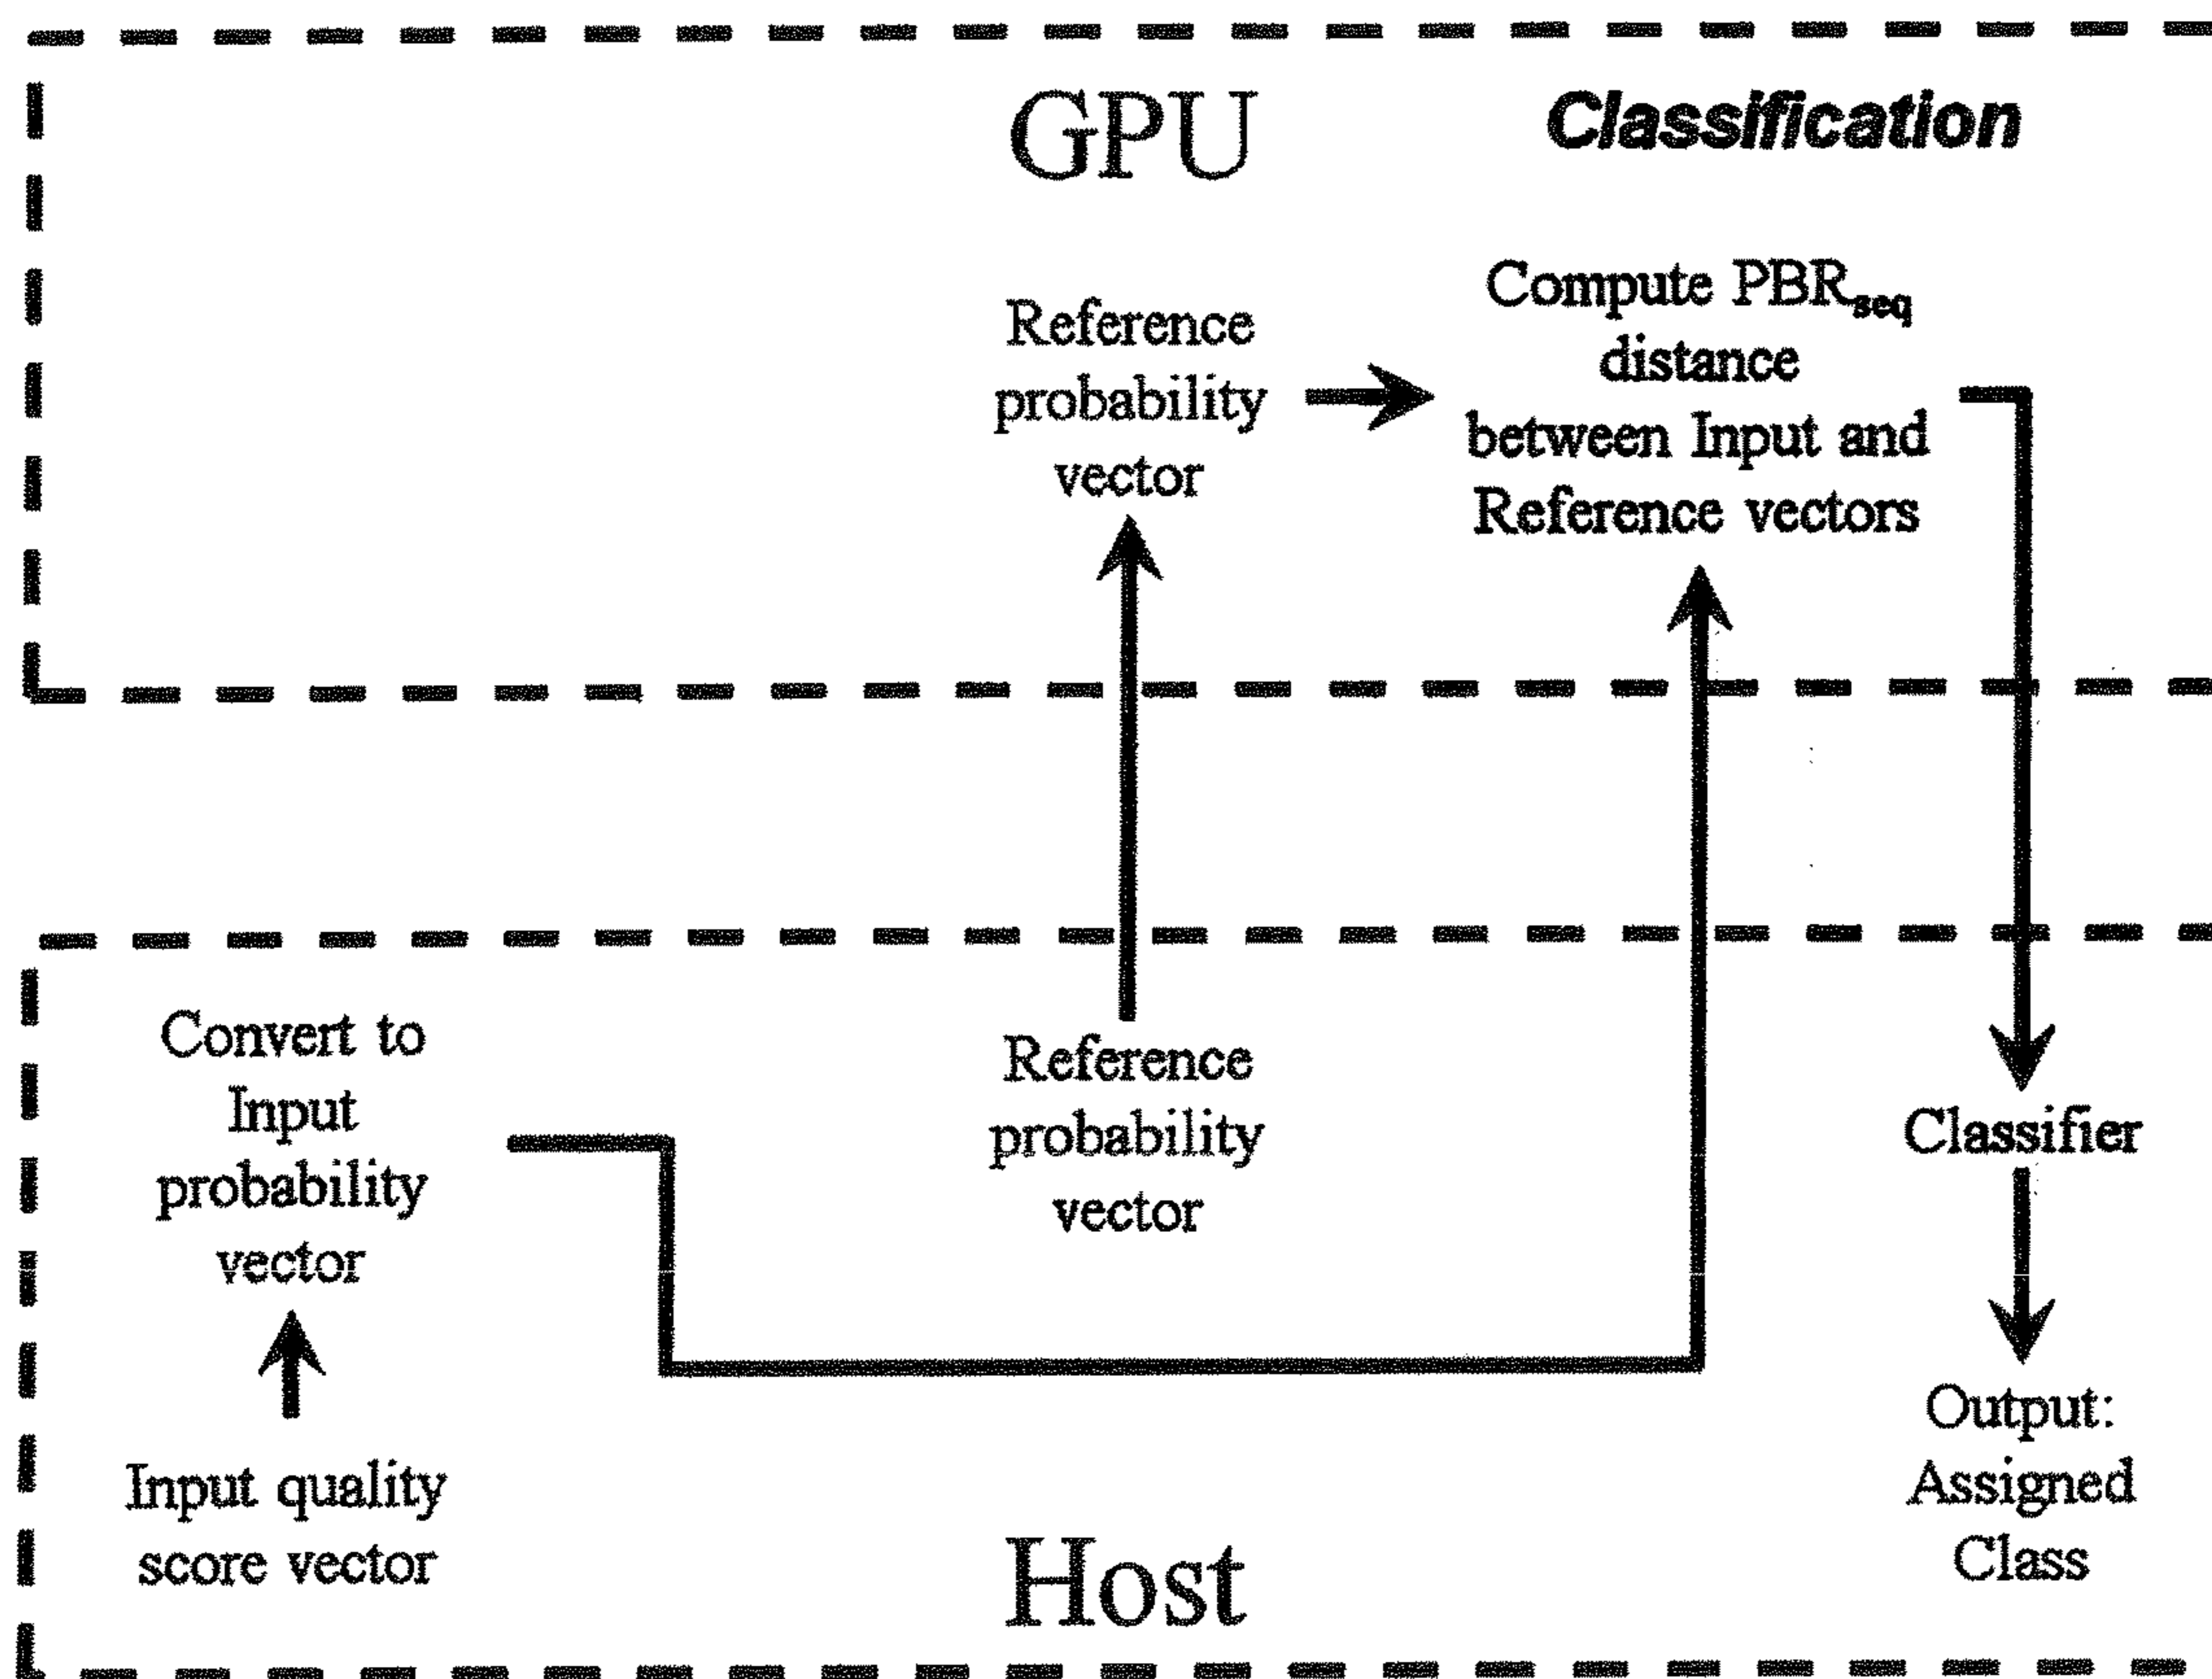 GPU
Classification
Reference
probability
vector
Compute PBRseq
distance
between Input and
Reference vectors
Convert to
Input
probability
vector
Input quality
score vector
Reference
probability
vector
Classifier
Output:
Assigned
Class
Host